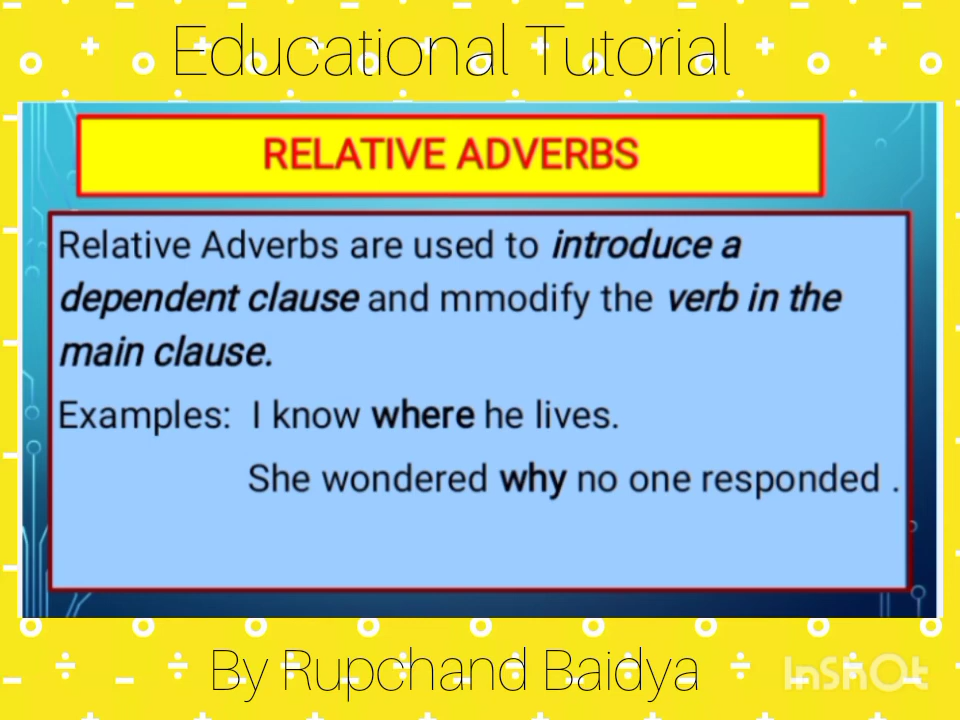 Educational Tutorial
RELATIVE ADVERBS
Relative Adverbs are used to introduce a
dependent clause and mmodify the verb in the
main clause.
Examples: I know where he lives.
She wondered why no one responded .
By Rupchand Baidya
InShOt